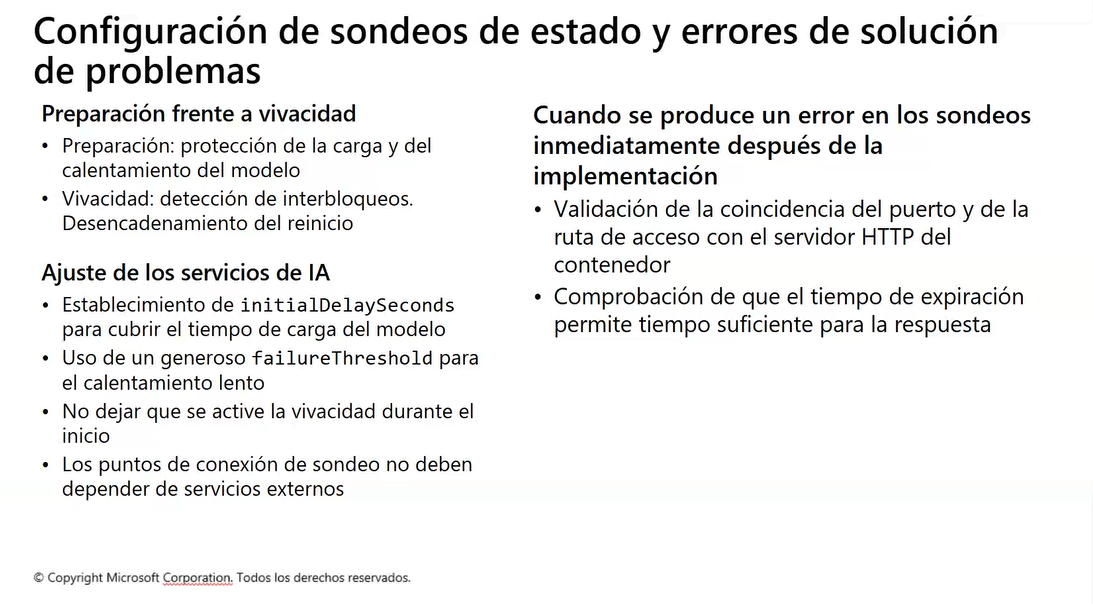 Configuración de sondeos de estado y errores de solución
de problemas
Preparación frente a vivacidad
• Preparación: protección de la carga y del
calentamiento del modelo
• Vivacidad: detección de interbloqueos.
Desencadenamiento del reinicio
Ajuste de los servicios de IA
• Establecimiento de initialDelaySeconds
para cubrir el tiempo de carga del modelo
• Uso de un generoso failureThreshold para
el calentamiento lento
• No dejar que se active la vivacidad durante el
inicio
• Los puntos de conexión de sondeo no deben
depender de servicios externos
Cuando se produce un error en los sondeos
inmediatamente después de la
implementación
• Validación de la coincidencia del puerto y de la
ruta de acceso con el servidor HTTP del
contenedor
• Comprobación de que el tiempo de expiración
permite tiempo suficiente para la respuesta
© Copyright Microsoft Corporation. Todos los derechos reservados.